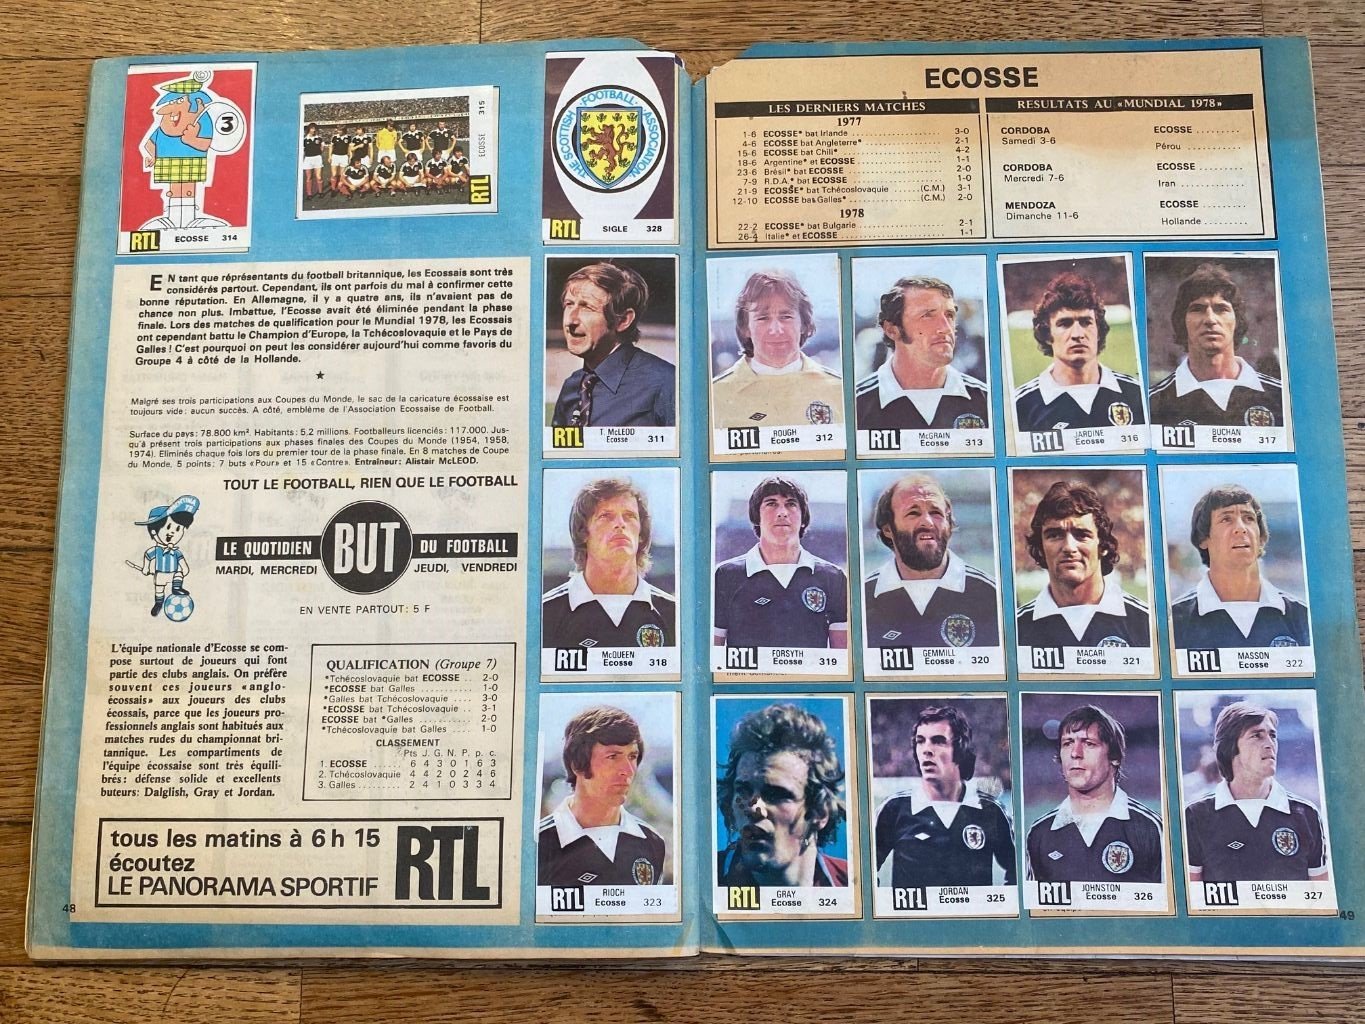 3
RTL ECOSSE 314
RTL
ECOSSE 315
THE SCOTTISH FOOTBALL ASSOCIATION
RTL SIGLE 328
EN tant que réprésentants du football britannique, les Ecossais sont très
considérés partout. Cependant, ils ont parfois du mal à confirmer cette
bonne réputation. En Allemagne, il y a quatre ans, ils n'avaient pas de
chance non plus. Imbattue, l'Ecosse avait été éliminée pendant la phase
finale. Lors des matches de qualification pour le Mundial 1978, les Ecossais
ont cependant battu le Champion d'Europe, la Tchécoslovaquie et le Pays de
Galles ! C'est pourquoi on peut les considérer aujourd'hui comme favoris du
Groupe 4 à côté de la Hollande.
★
Malgré ses trois participations aux Coupes du Monde, le sac de la caricature écossaise est
toujours vide: aucun succès. A côté, emblème de l'Association Ecossaise de Football.
Surface du pays: 78.800 km². Habitants: 5,2 millions. Footballeurs licenciés: 117.000. Jus-
qu'à présent trois participations aux phases finales des Coupes du Monde (1954, 1958,
1974). Eliminés chaque fois lors du premier tour de la phase finale. En 8 matches de Coupe
du Monde, 5 points; 7 buts «Pour» et 15 «Contre». Entraîneur: Alistair McLEOD.
TOUT LE FOOTBALL, RIEN QUE LE FOOTBALL
LE QUOTIDIEN BUT DU FOOTBALL
MARDI, MERCREDI JEUDI, VENDREDI
EN VENTE PARTOUT: 5 F
L'équipe nationale d'Ecosse se com-
pose surtout de joueurs qui font
partie des clubs anglais. On préfère
souvent ces joueurs «anglo-
écossais» aux joueurs des clubs
écossais, parce que les joueurs pro-
fessionnels anglais sont habitués aux
matches rudes du championnat bri-
tannique. Les compartiments de
l'équipe écossaise sont très équili-
brés: défense solide et excellents
buteurs: Dalglish, Gray et Jordan.
QUALIFICATION (Groupe 7)
*Tchécoslovaquie bat ECOSSE .. 2-0
*ECOSSE bat Galles .......... 1-0
*Galles bat Tchécoslovaquie .... 3-0
*ECOSSE bat Tchécoslovaquie .. 3-1
ECOSSE bat *Galles .......... 2-0
*Tchécoslovaquie bat Galles .... 1-0
CLASSEMENT
Pts J. G. N. P. p. c.
1. ECOSSE 6 4 3 0 1 6 3
2. Tchécoslovaquie 4 4 2 0 2 4 6
3. Galles 2 4 1 0 3 3 4
tous les matins à 6 h 15
écoutez
LE PANORAMA SPORTIF RTL
48
ECOSSE
LES DERNIERS MATCHES
1977
1-6 ECOSSE* bat Irlande 3-0
4-6 ECOSSE bat Angleterre* 2-1
15-6 ECOSSE bat Chili* 4-2
18-6 Argentine* et ECOSSE 1-1
23-6 Brésil* bat ECOSSE 2-0
7-9 R.D.A.* bat ECOSSE 1-0
21-9 ECOSSE* bat Tchécoslovaquie (C.M.) 3-1
12-10 ECOSSE bat Galles* (C.M.) 2-0
1978
22-2 ECOSSE* bat Bulgarie 2-1
26-4 Italie* et ECOSSE 1-1
RESULTATS AU «MUNDIAL 1978»
CORDOBA ECOSSE
Samedi 3-6 Pérou
CORDOBA ECOSSE
Mercredi 7-6 Iran
MENDOZA ECOSSE
Dimanche 11-6 Hollande
RTL T. McLEOD Ecosse 311
RTL ROUGH Ecosse 312
RTL McGRAIN Ecosse 313
RTL JARDINE Ecosse 316
RTL BUCHAN Ecosse 317
RTL McQUEEN Ecosse 318
RTL FORSYTH Ecosse 319
RTL GEMMILL Ecosse 320
RTL MACARI Ecosse 321
RTL MASSON Ecosse 322
RTL RIOCH Ecosse 323
RTL GRAY Ecosse 324
RTL JORDAN Ecosse 325
RTL JOHNSTON Ecosse 326
RTL DALGLISH Ecosse 327
49